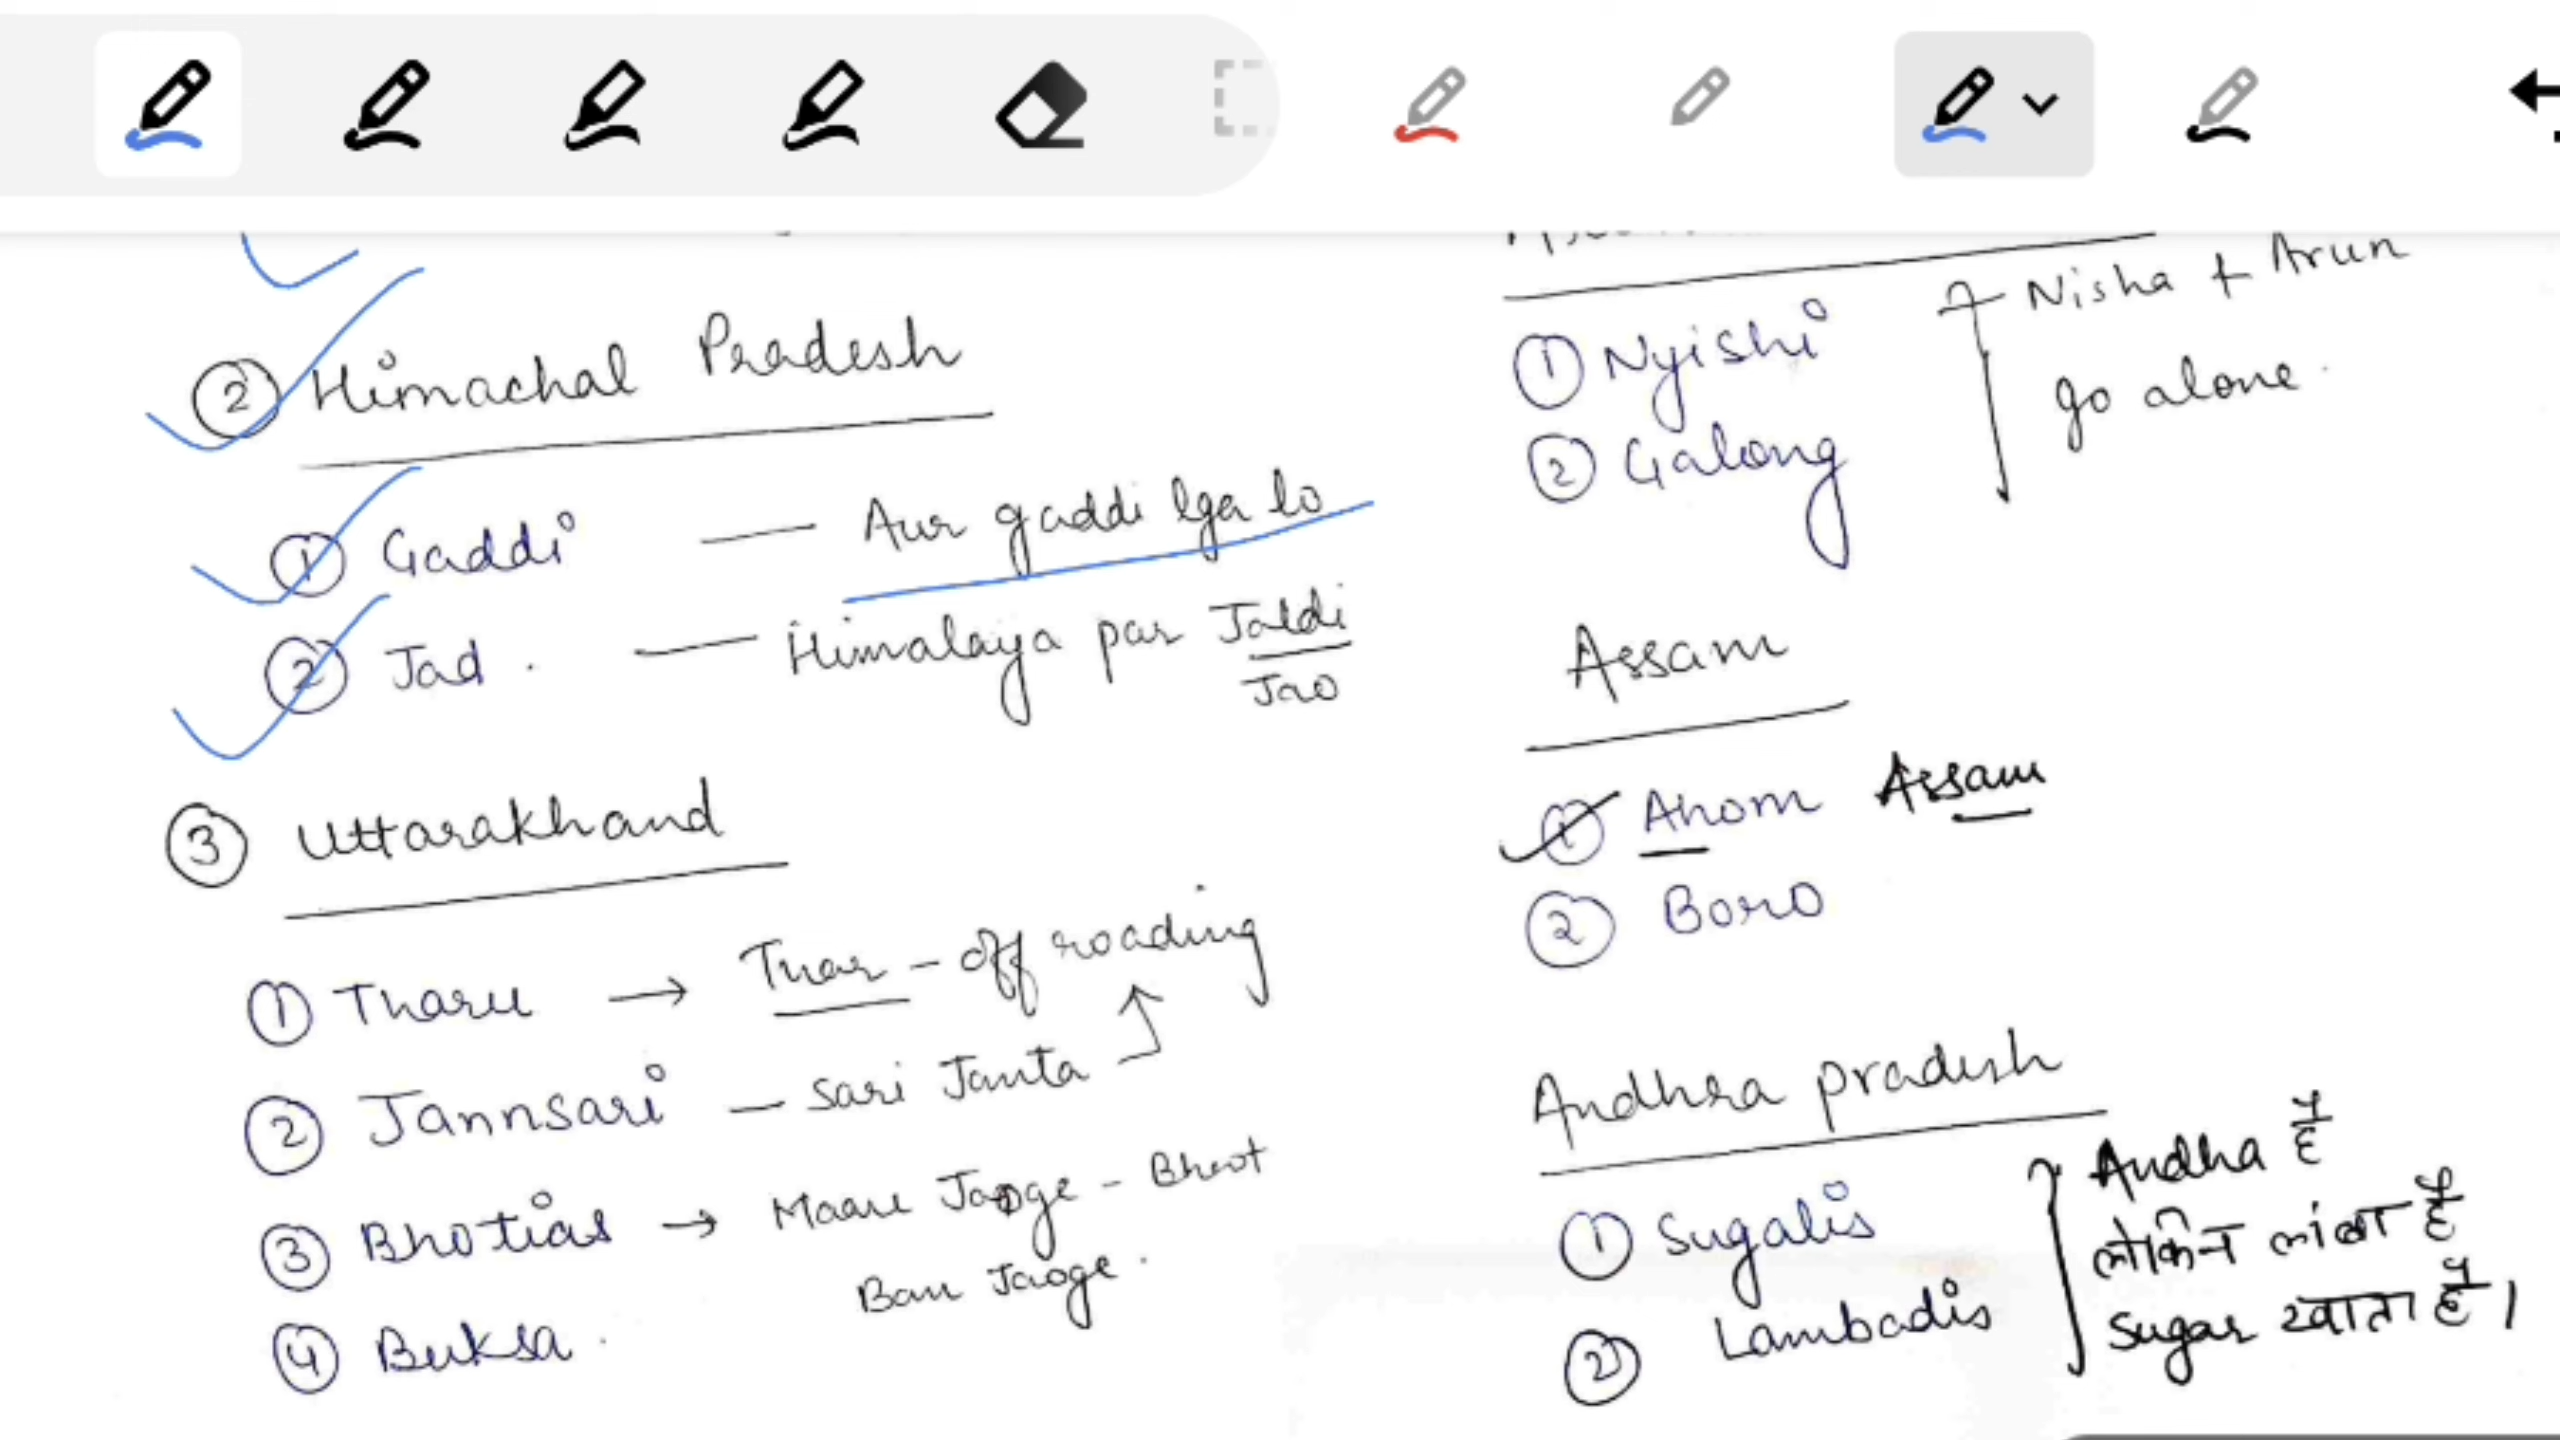 ② Himachal Pradesh
① Gaddi — Aur gaddi lga lo
② Jad. — Himalaya par Jaldi
Jao
③ Uttarakhand
① Tharu → Thar - off roading
② Jannsari — Sari Janta
③ Bhotias → Maare Jaoge - Bhoot
Ban Jaoge.
④ Buksa.
Nisha + Arun
① Nyishi
go alone.
② Galong
Assam
① Ahom Assam
② Boro
Andhra pradesh
Andha है
① Sugalis
लेकिन लांबा है
② Lambadis
Sugar खाता है।